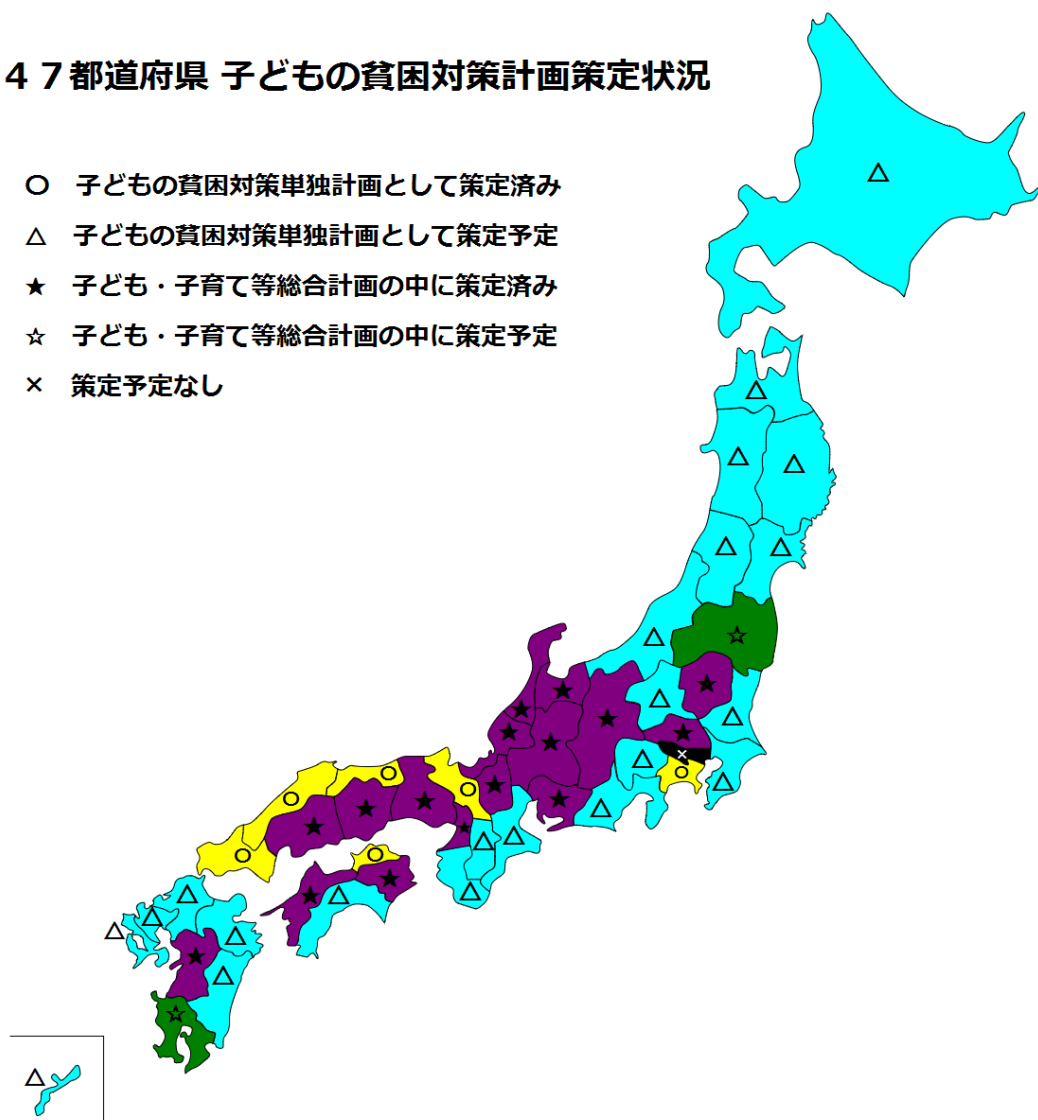 ４７都道府県 子どもの貧困対策計画策定状況
○ 子どもの貧困対策単独計画として策定済み
△ 子どもの貧困対策単独計画として策定予定
★ 子ども・子育て等総合計画の中に策定済み
☆ 子ども・子育て等総合計画の中に策定予定
× 策定予定なし